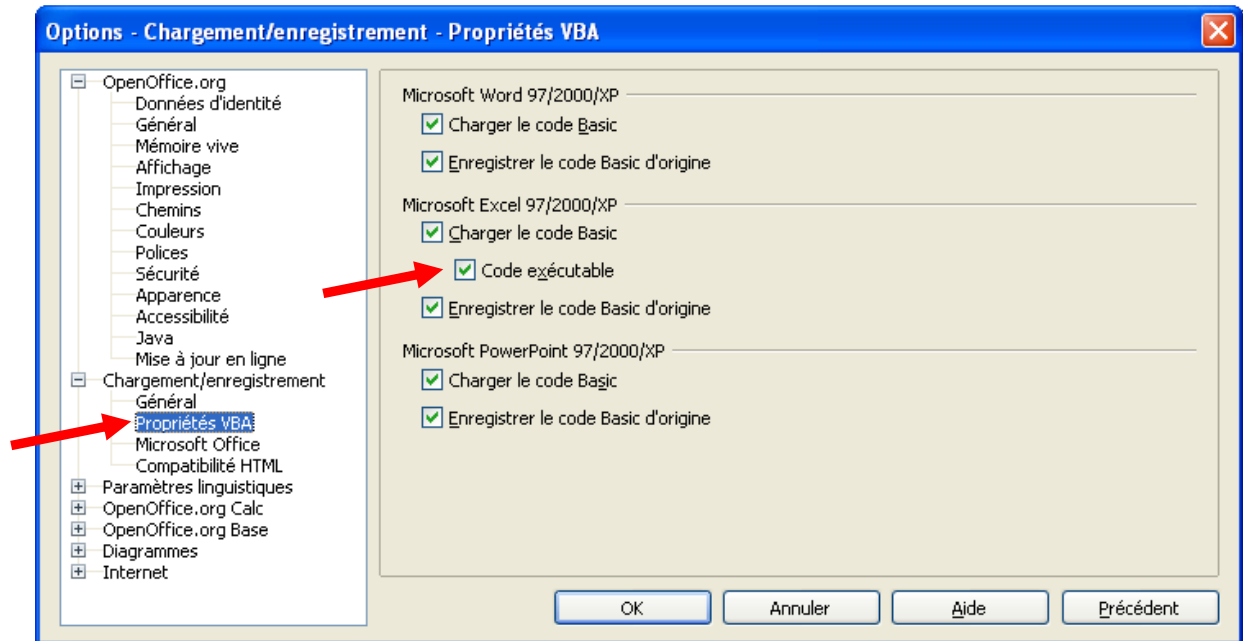 Options - Chargement/enregistrement - Propriétés VBA
OpenOffice.org
Données d'identité
Général
Mémoire vive
Affichage
Impression
Chemins
Couleurs
Polices
Sécurité
Apparence
Accessibilité
Java
Mise à jour en ligne
Chargement/enregistrement
Général
Propriétés VBA
Microsoft Office
Compatibilité HTML
Paramètres linguistiques
OpenOffice.org Calc
OpenOffice.org Base
Diagrammes
Internet
Microsoft Word 97/2000/XP
Charger le code Basic
Enregistrer le code Basic d'origine
Microsoft Excel 97/2000/XP
Charger le code Basic
Code exécutable
Enregistrer le code Basic d'origine
Microsoft PowerPoint 97/2000/XP
Charger le code Basic
Enregistrer le code Basic d'origine
OK
Annuler
Aide
Précédent